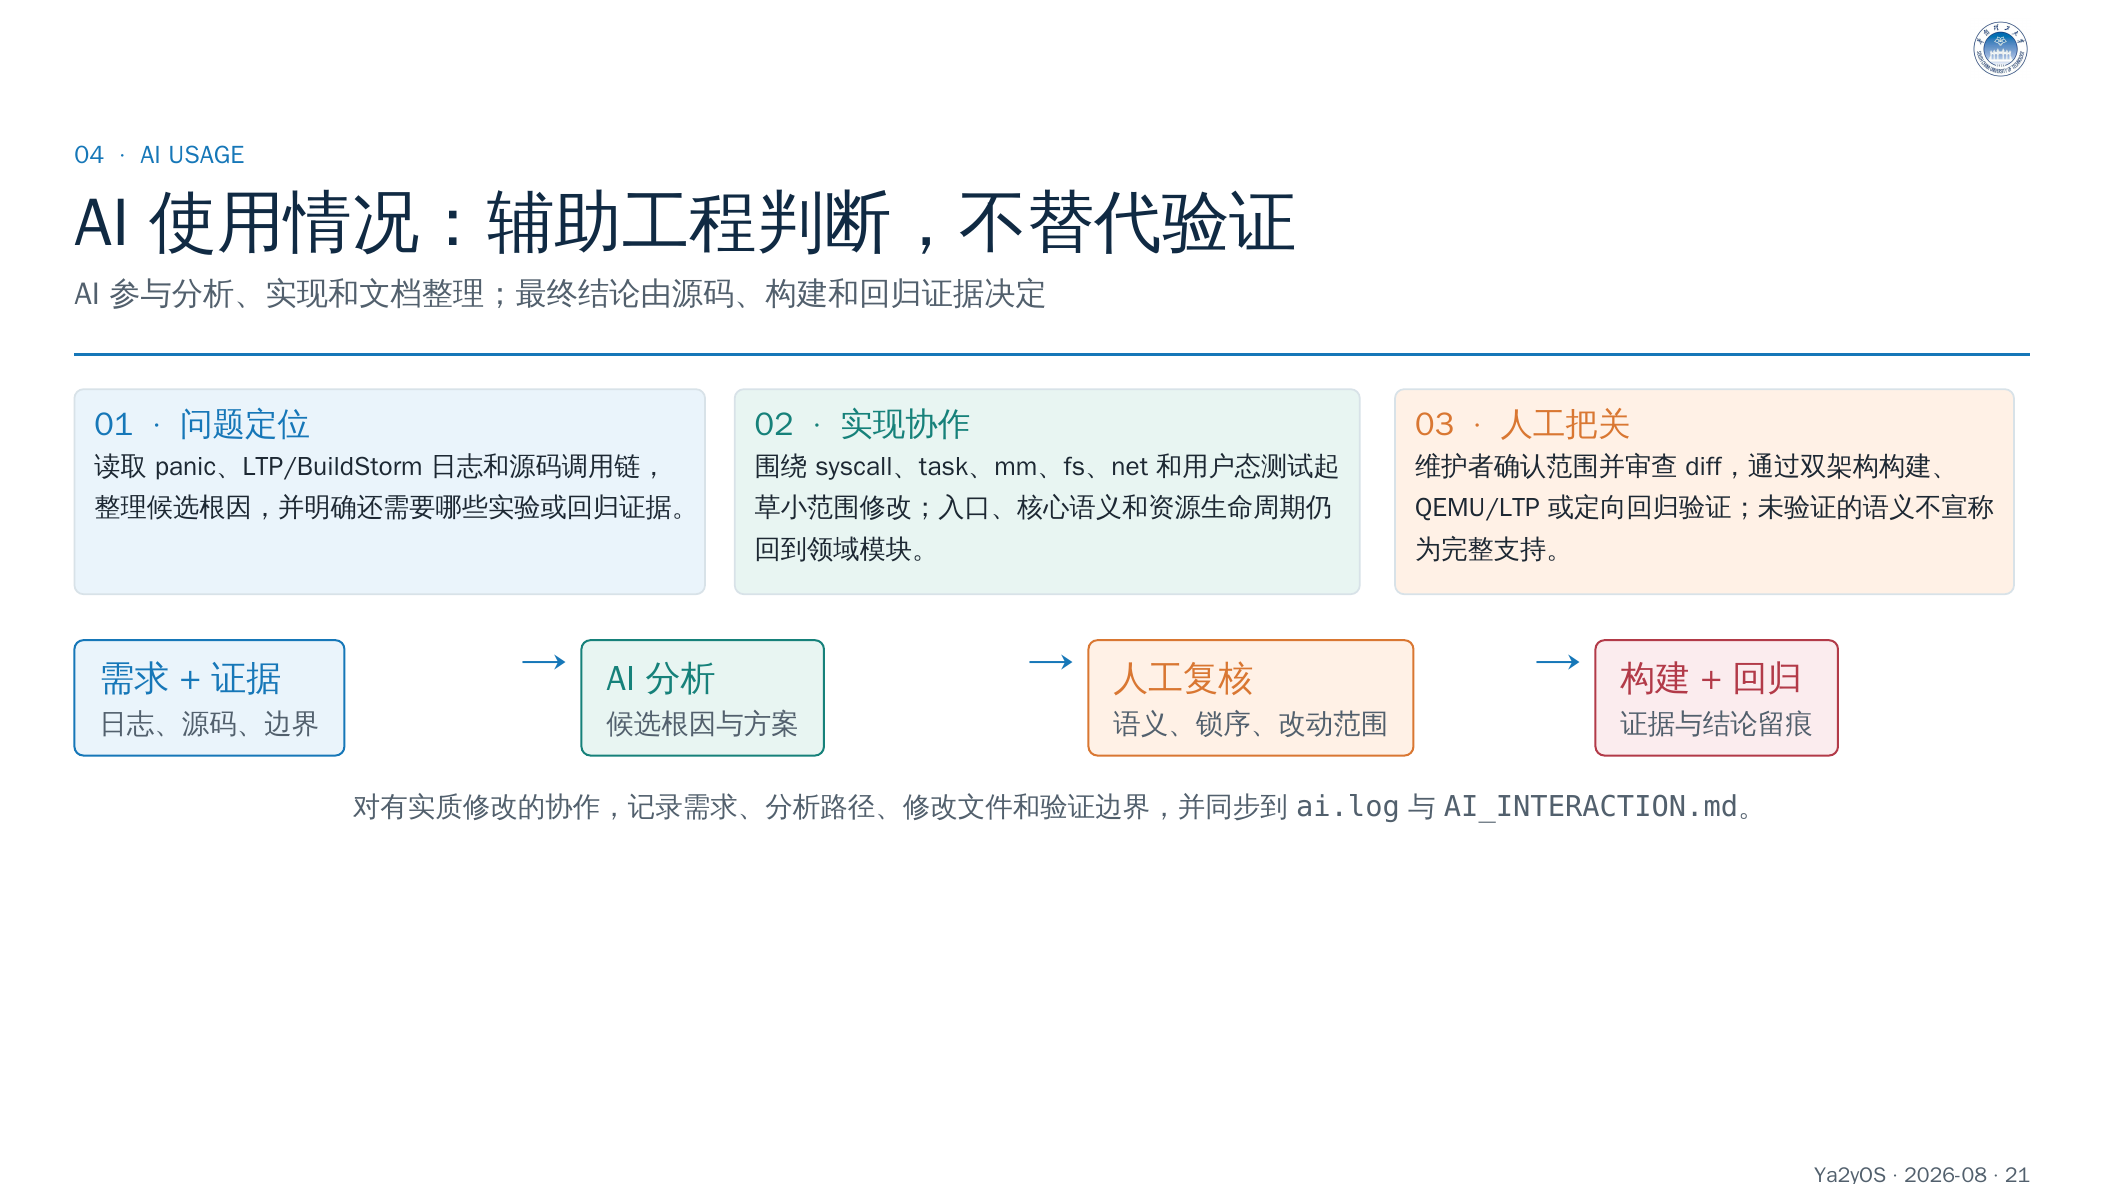 04 · AI USAGE
AI 使用情况：辅助工程判断，不替代验证
AI 参与分析、实现和文档整理；最终结论由源码、构建和回归证据决定
01 · 问题定位
读取 panic、LTP/BuildStorm 日志和源码调用链，
整理候选根因，并明确还需要哪些实验或回归证据。
02 · 实现协作
围绕 syscall、task、mm、fs、net 和用户态测试起
草小范围修改；入口、核心语义和资源生命周期仍
回到领域模块。
03 · 人工把关
维护者确认范围并审查 diff，通过双架构构建、
QEMU/LTP 或定向回归验证；未验证的语义不宣称
为完整支持。
需求 + 证据
日志、源码、边界
→
AI 分析
候选根因与方案
→
人工复核
语义、锁序、改动范围
→
构建 + 回归
证据与结论留痕
对有实质修改的协作，记录需求、分析路径、修改文件和验证边界，并同步到 ai.log 与 AI_INTERACTION.md。
Ya2yOS · 2026-08 · 21